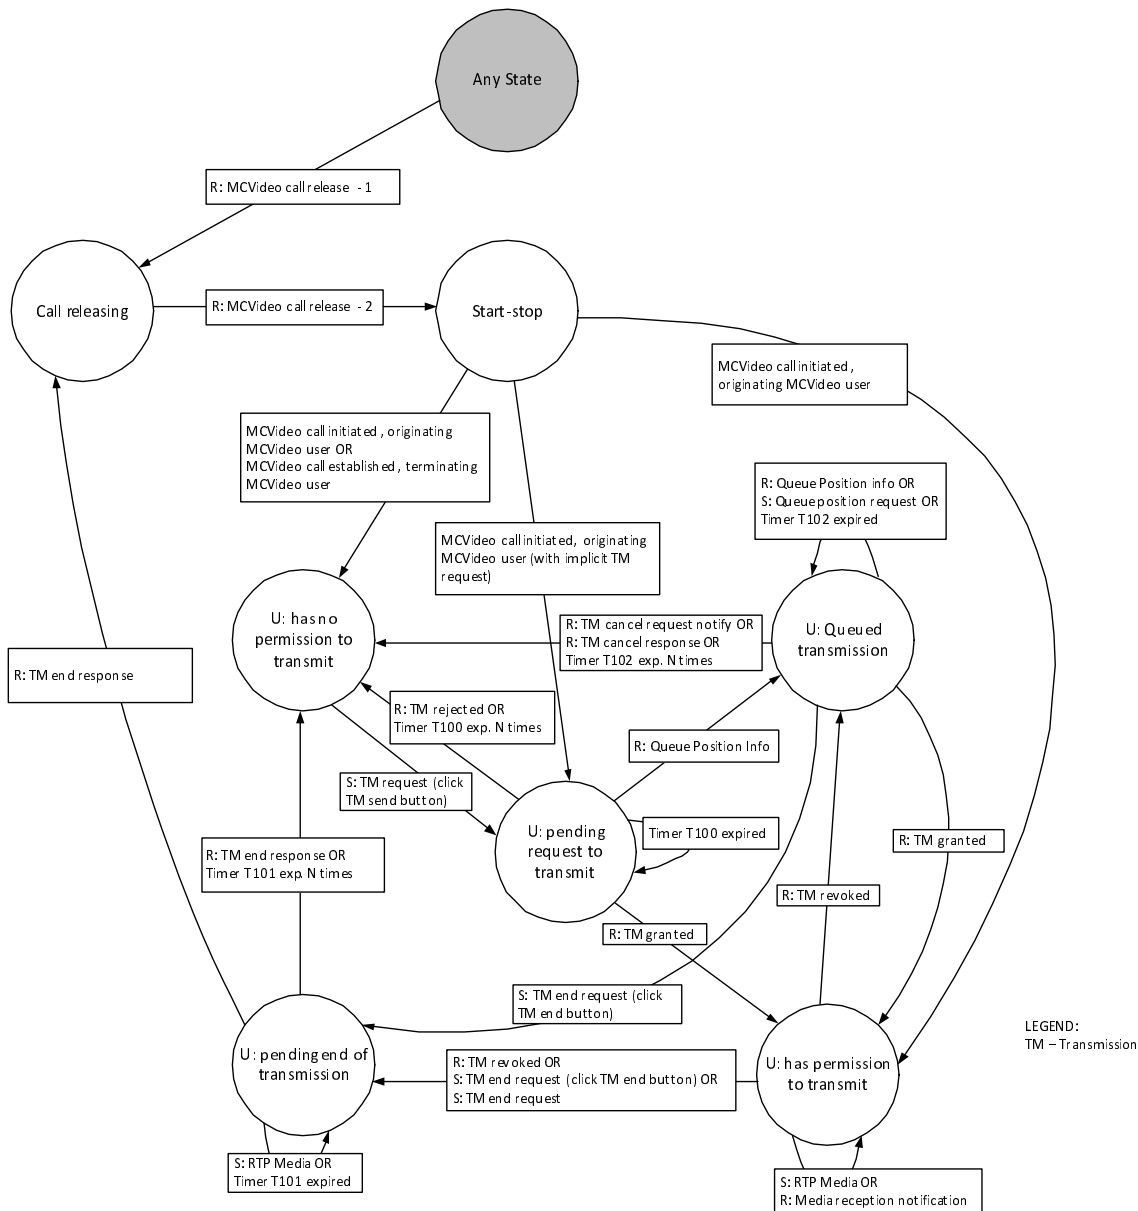 Any State
R: MCVideo call release - 1
Call releasing
R: MCVideo call release - 2
Start-stop
MCVideo call initiated, originating MCVideo user
MCVideo call initiated, originating
MCVideo user OR
MCVideo call established, terminating
MCVideo user
R: Queue Position info OR
S: Queue position request OR
Timer T102 expired
MCVideo call initiated, originating
MCVideo user (with implicit TM
request)
U: has no
permission to
transmit
R: TM cancel request notify OR
R: TM cancel response OR
Timer T102 exp. N times
U: Queued
transmission
R: TM end response
R: TM rejected OR
Timer T100 exp. N times
R: Queue Position Info
S: TM request (click
TM send button)
U: pending
request to
transmit
Timer T100 expired
R: TM granted
R: TM end response OR
Timer T101 exp. N times
R: TM revoked
R: TM granted
S: TM end request (click
TM end button)
LEGEND:
TM – Transmission
U: pending end of
transmission
R: TM revoked OR
S: TM end request (click TM end button) OR
S: TM end request
U: has permission
to transmit
S: RTP Media OR
Timer T101 expired
S: RTP Media OR
R: Media reception notification